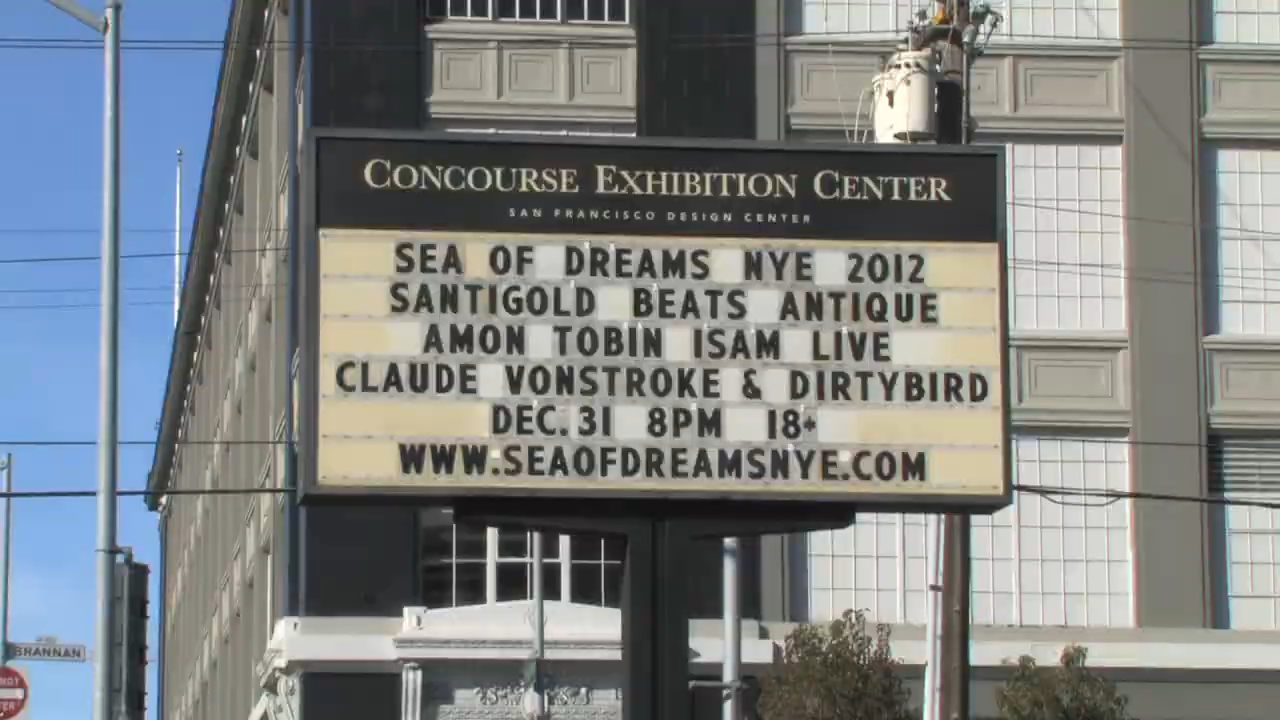 CONCOURSE EXHIBITION CENTER
SAN FRANCISCO DESIGN CENTER
SEA OF DREAMS NYE 2012
SANTIGOLD BEATS ANTIQUE
AMON TOBIN ISAM LIVE
CLAUDE VONSTROKE & DIRTYBIRD
DEC. 31 8PM 18+
WWW.SEAOFDREAMSNYE.COM
BRANNAN